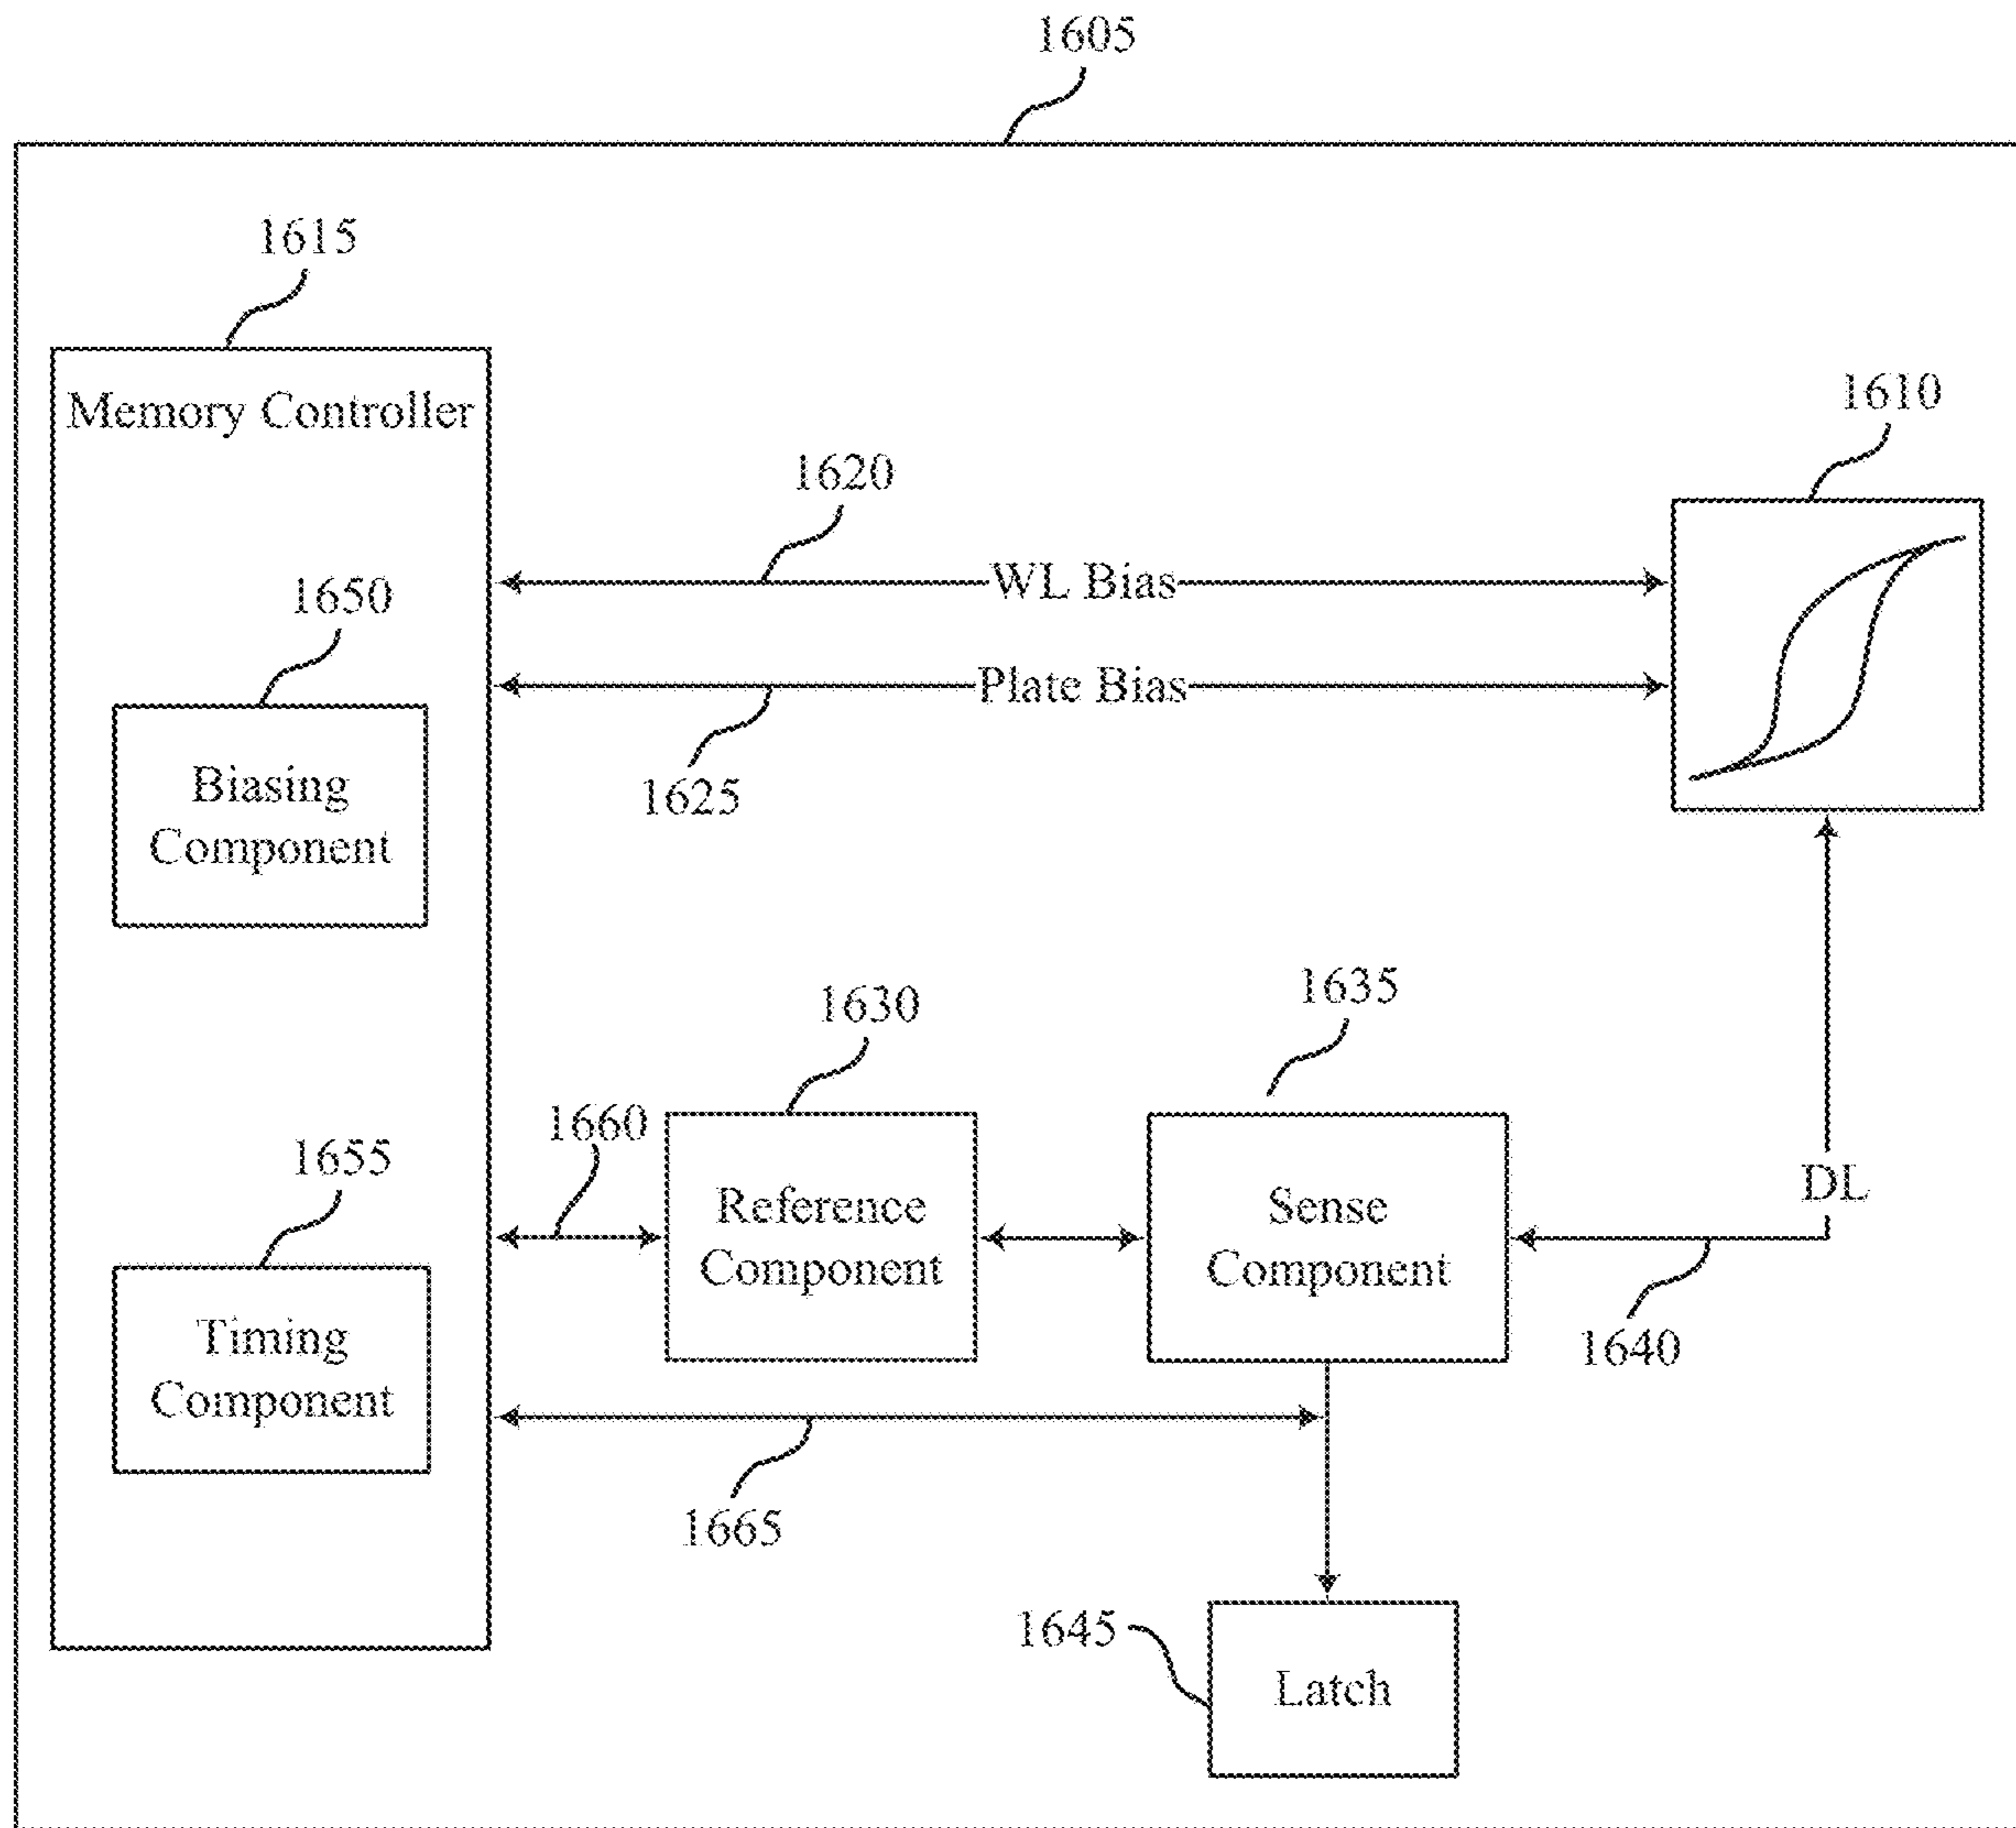 1605
1615
Memory Controller
1610
1620
WL Bias
1650
Plate Bias
1625
Biasing
Component
1630
1635
1660
1655
Reference
Component
Sense
Component
DL
1640
Timing
Component
1665
1645
Latch